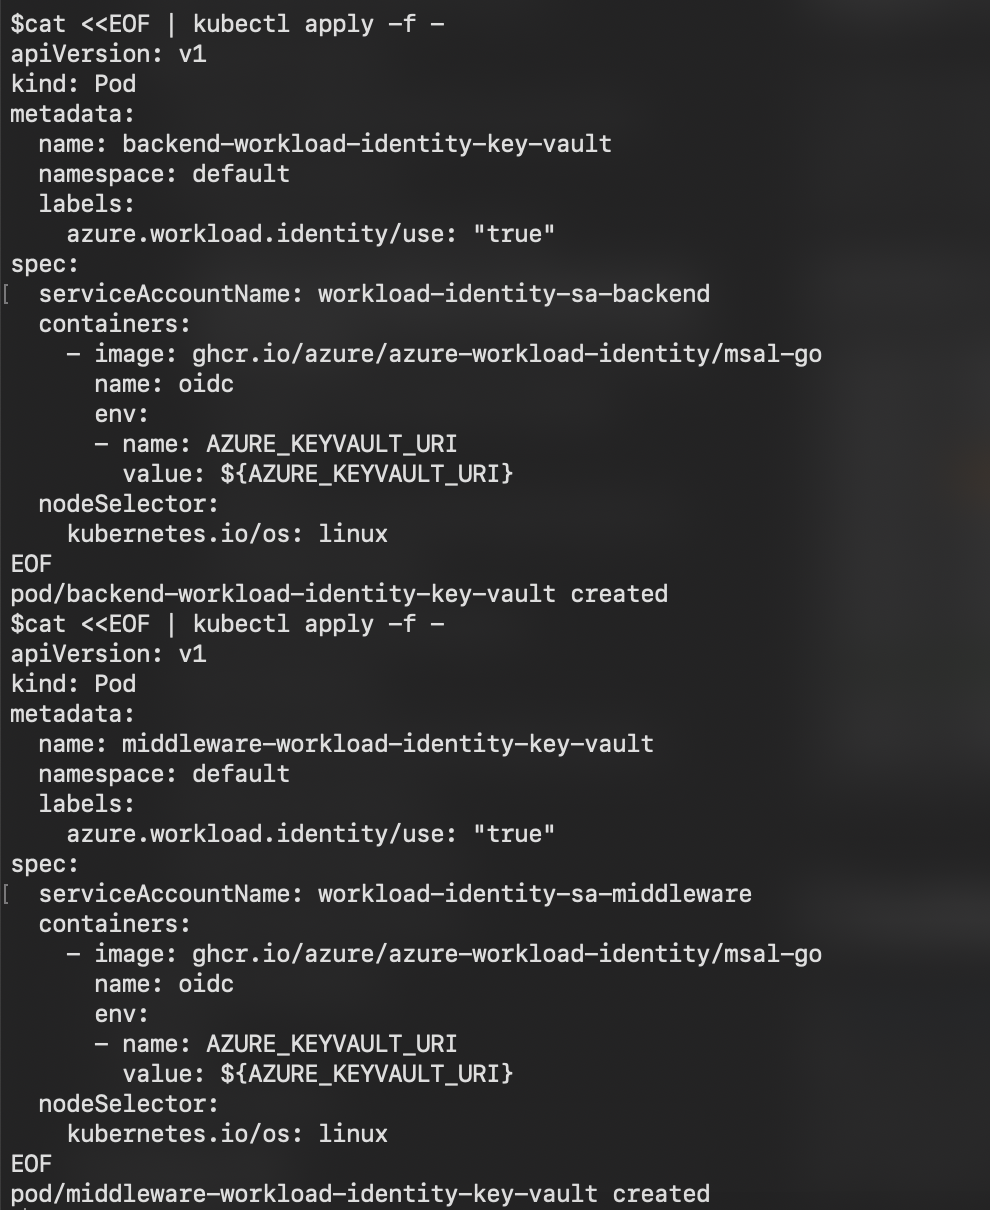 $cat <<EOF | kubectl apply -f -
apiVersion: v1
kind: Pod
metadata:
  name: backend-workload-identity-key-vault
  namespace: default
  labels:
    azure.workload.identity/use: "true"
spec:
[  serviceAccountName: workload-identity-sa-backend
  containers:
    - image: ghcr.io/azure/azure-workload-identity/msal-go
      name: oidc
      env:
      - name: AZURE_KEYVAULT_URI
        value: ${AZURE_KEYVAULT_URI}
  nodeSelector:
    kubernetes.io/os: linux
EOF
pod/backend-workload-identity-key-vault created
$cat <<EOF | kubectl apply -f -
apiVersion: v1
kind: Pod
metadata:
  name: middleware-workload-identity-key-vault
  namespace: default
  labels:
    azure.workload.identity/use: "true"
spec:
[  serviceAccountName: workload-identity-sa-middleware
  containers:
    - image: ghcr.io/azure/azure-workload-identity/msal-go
      name: oidc
      env:
      - name: AZURE_KEYVAULT_URI
        value: ${AZURE_KEYVAULT_URI}
  nodeSelector:
    kubernetes.io/os: linux
EOF
pod/middleware-workload-identity-key-vault created